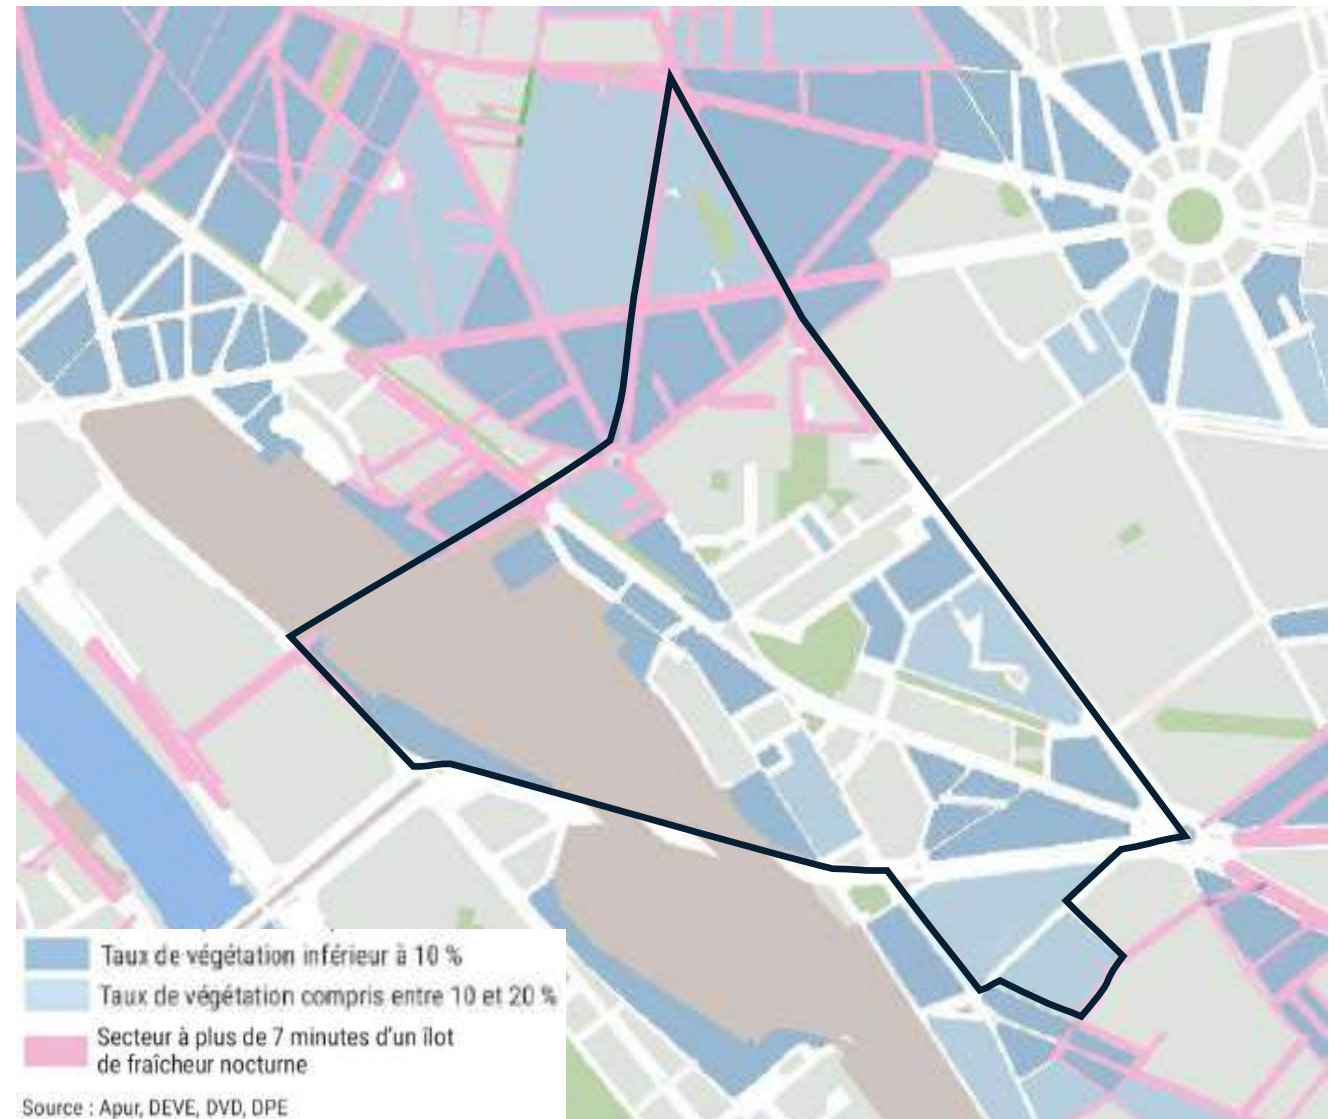 Taux de végétation inférieur à 10 %
Taux de végétation compris entre 10 et 20 %
Secteur à plus de 7 minutes d'un îlot
de fraîcheur nocturne
Source : Apur, DEVE, DVD, DPE